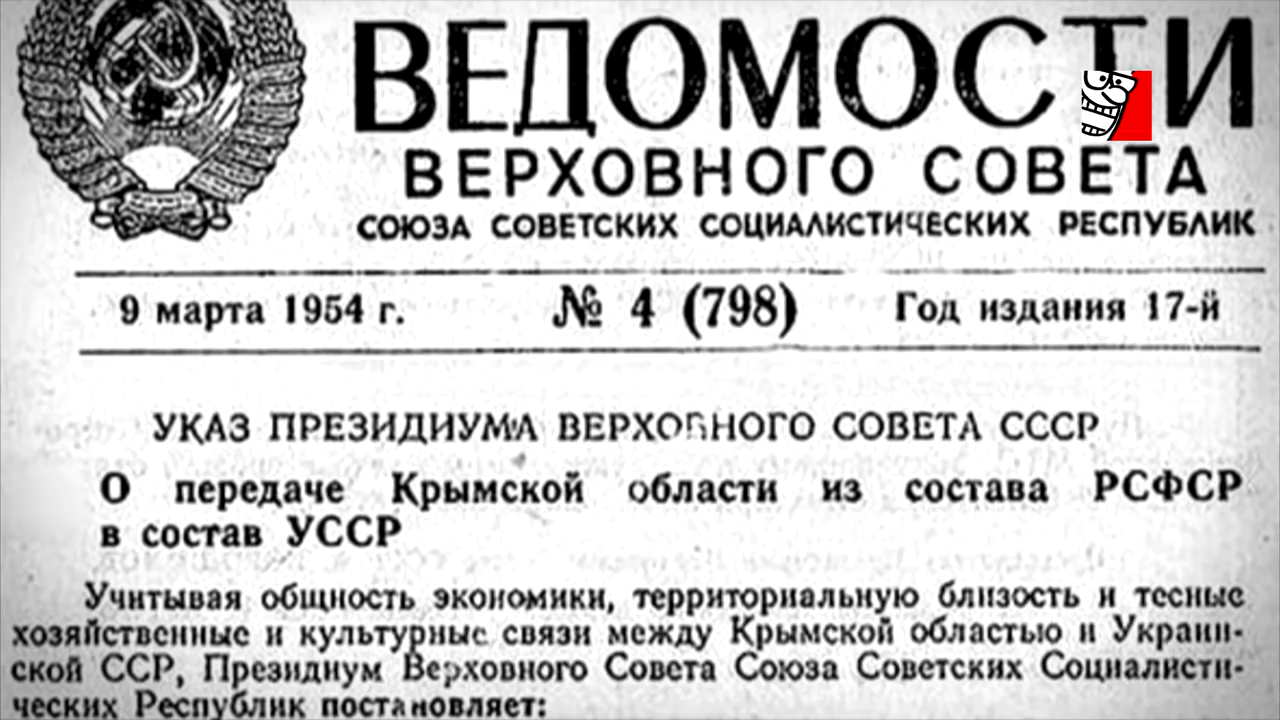 ВЕДОМОСТИ
ВЕРХОВНОГО СОВЕТА
СОЮЗА СОВЕТСКИХ СОЦИАЛИСТИЧЕСКИХ РЕСПУБЛИК
9 марта 1954 г. № 4 (798) Год издания 17-й
УКАЗ ПРЕЗИДИУМА ВЕРХОВНОГО СОВЕТА СССР
О передаче Крымской области из состава РСФСР
в состав УССР
Учитывая общность экономики, территориальную близость и тесные
хозяйственные и культурные связи между Крымской областью и Украин-
ской ССР, Президиум Верховного Совета Союза Советских Социалисти-
ческих Республик постановляет: